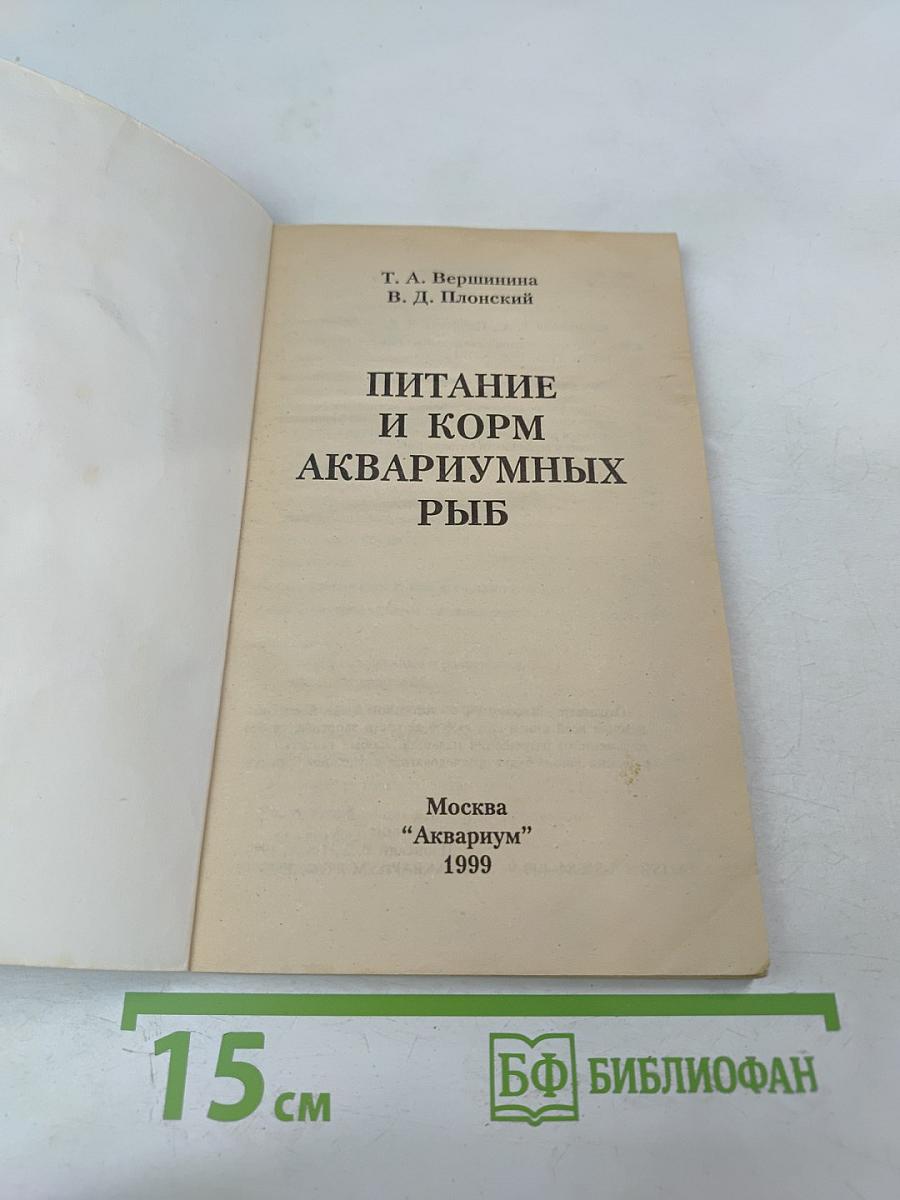 Т. А. Вершинина
В. Д. Плонский
ПИТАНИЕ
И КОРМ
АКВАРИУМНЫХ
РЫБ
Москва
"Аквариум"
1999
15 см
БФ БИБЛИОФАН